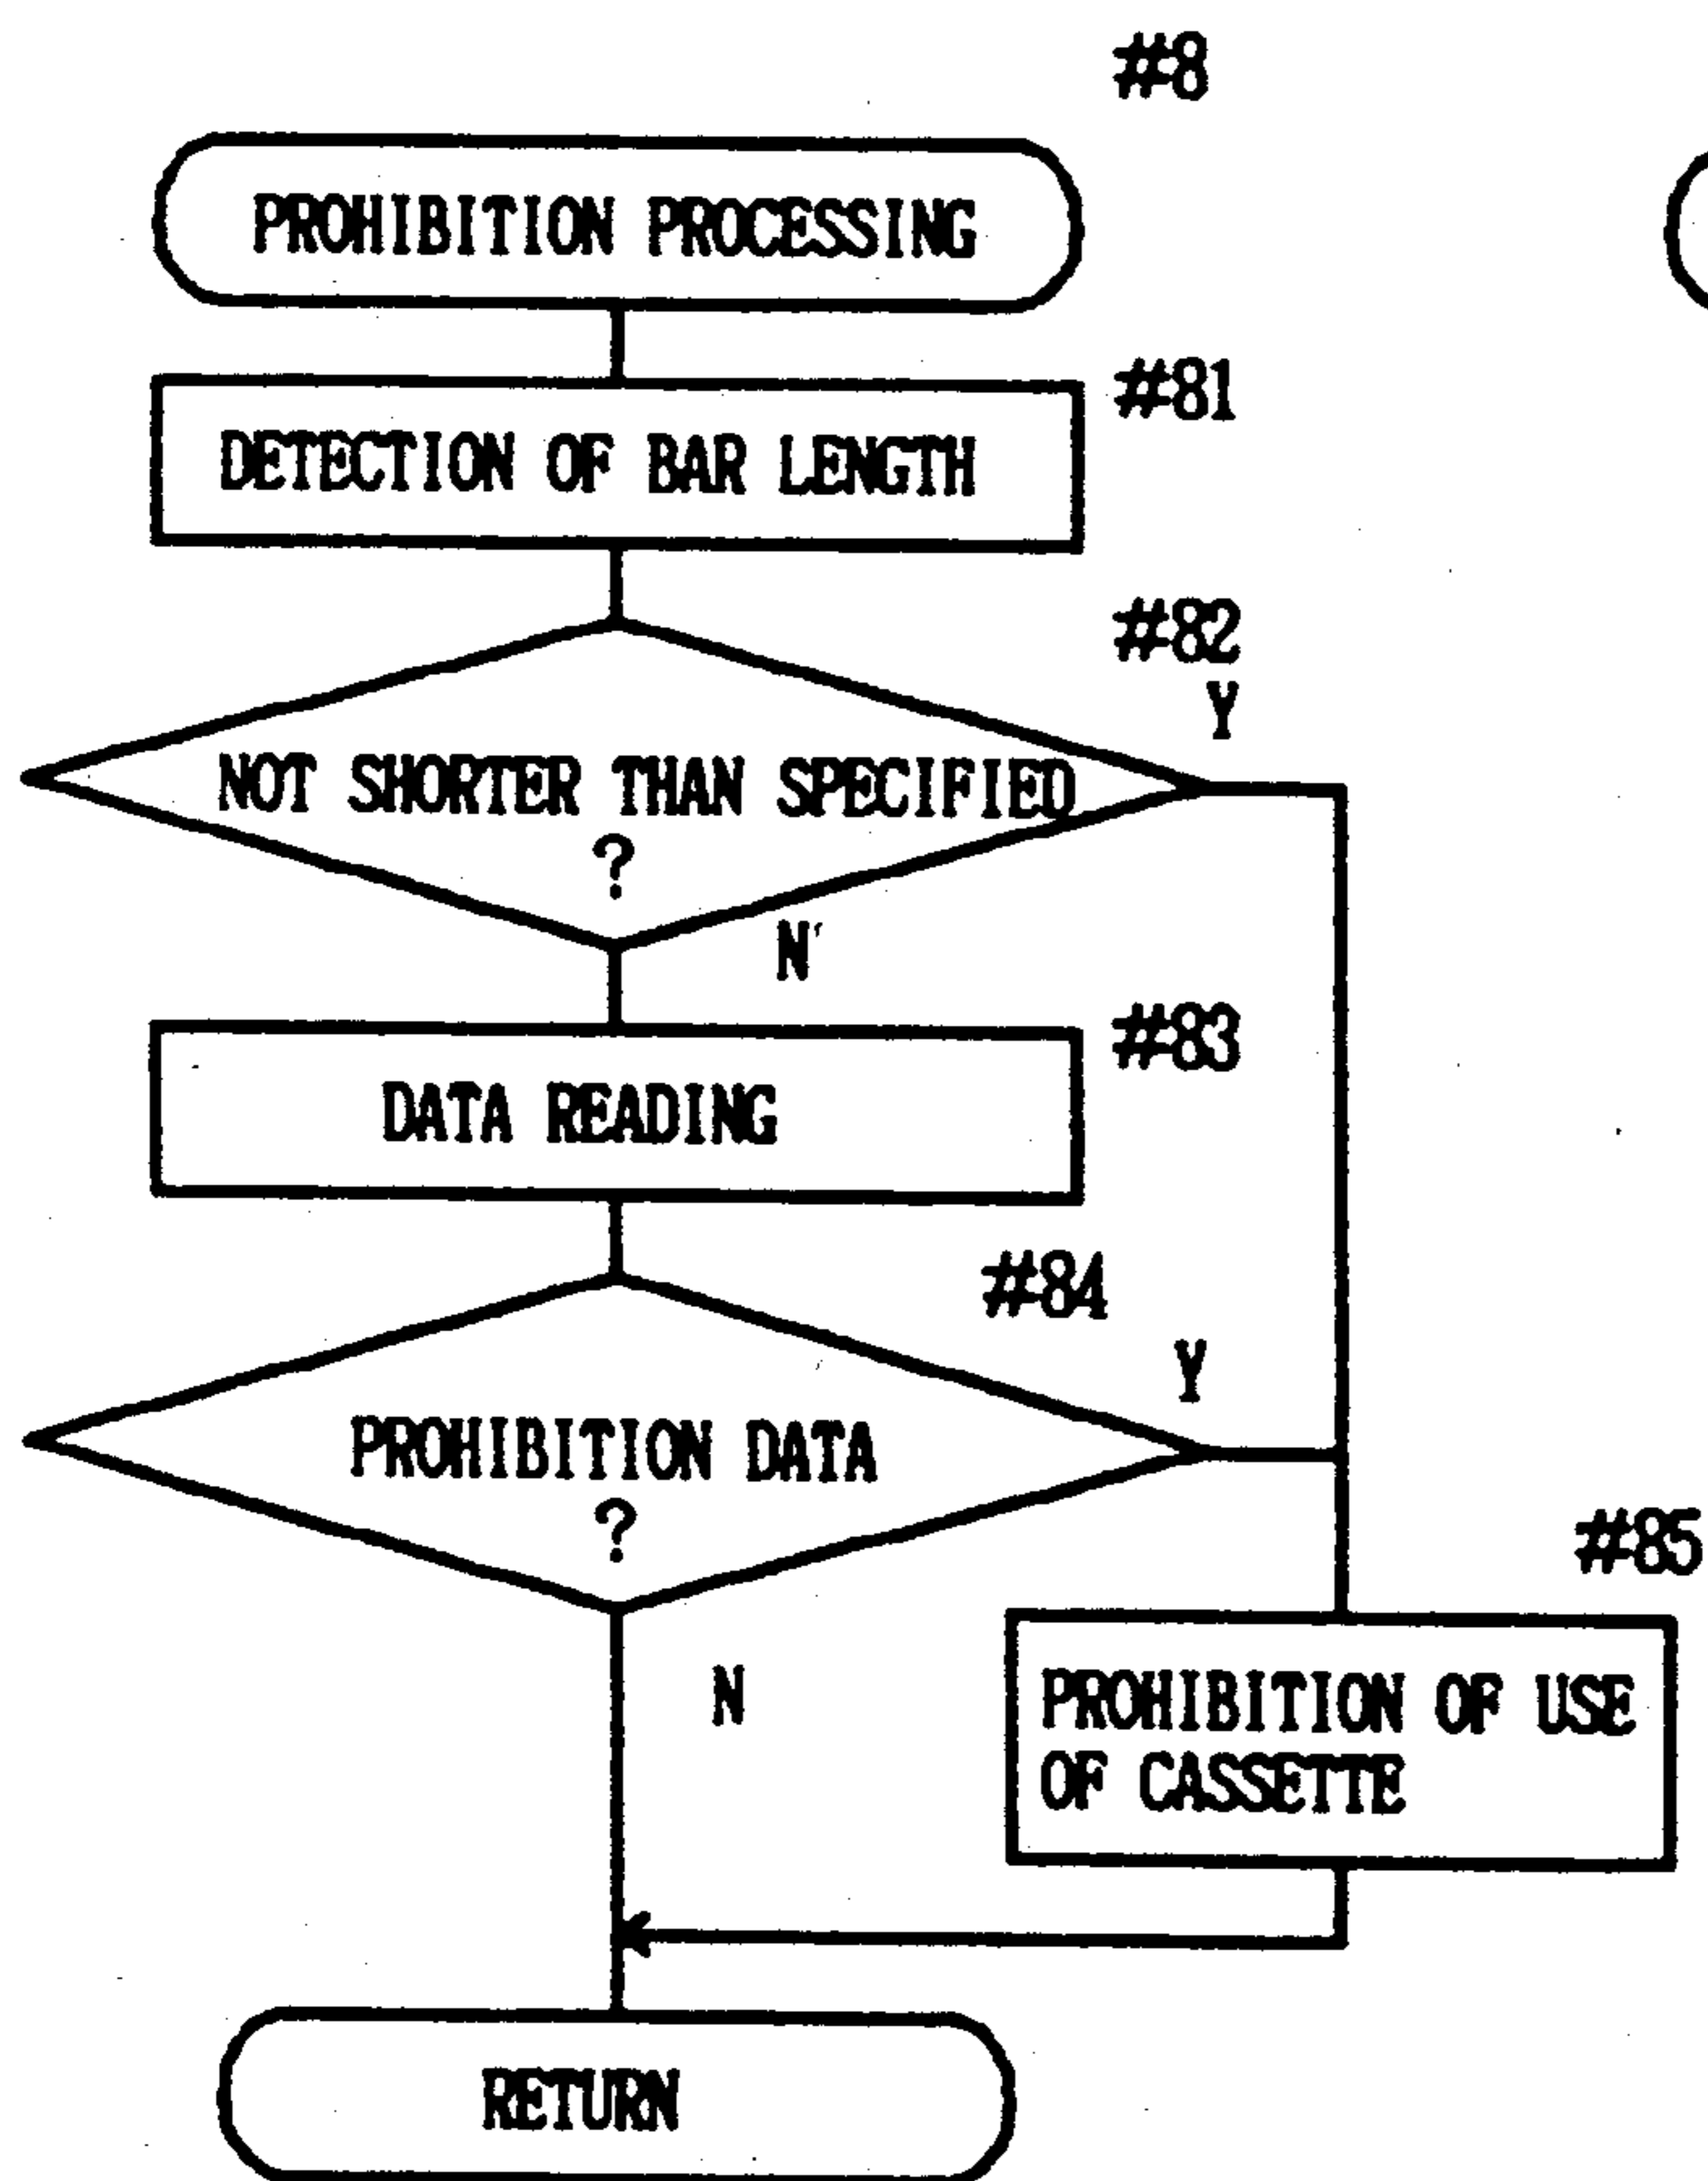 #8
PROHIBITION PROCESSING
#81
DETECTION OF BAR LENGTH
#82
Y
NOT SHORTER THAN SPECIFIED
?
N
#83
DATA READING
#84
Y
PROHIBITION DATA
?
#85
N
PROHIBITION OF USE
OF CASSETTE
RETURN